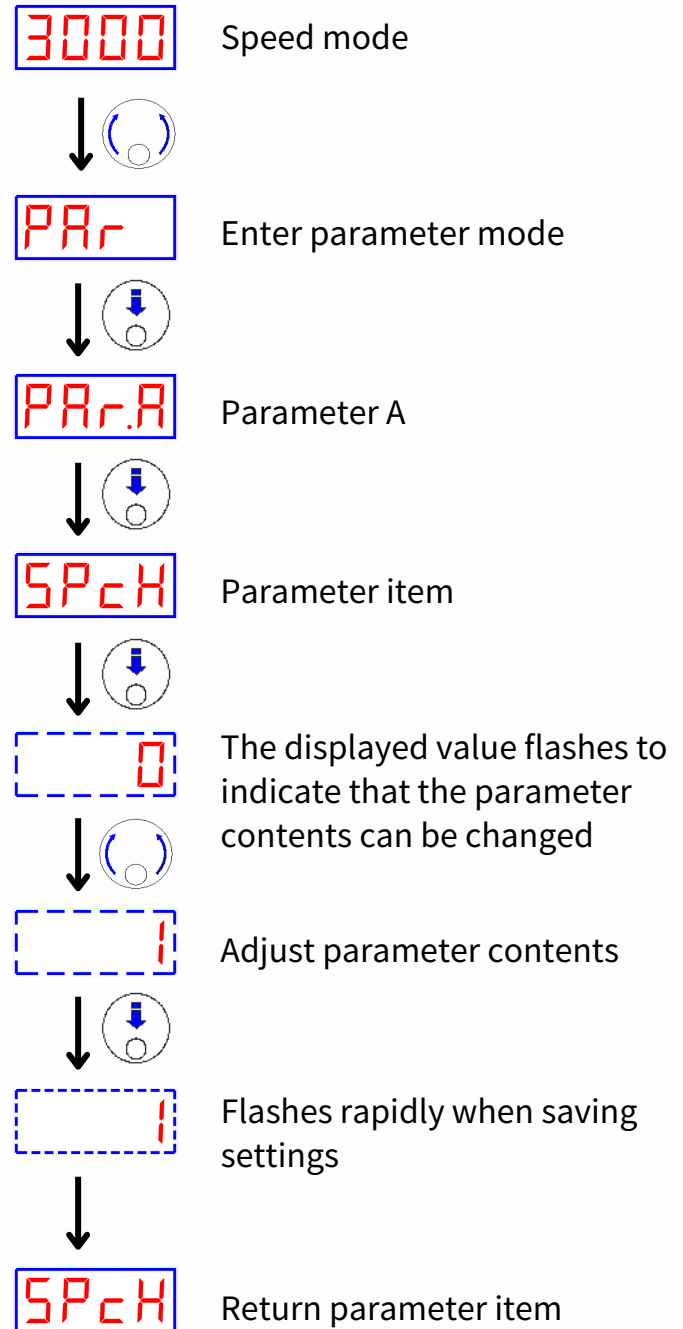 3000 Speed mode
PAr Enter parameter mode
PAr.A Parameter A
SPcH Parameter item
0 The displayed value flashes to
indicate that the parameter
contents can be changed
1 Adjust parameter contents
1 Flashes rapidly when saving
settings
SPcH Return parameter item